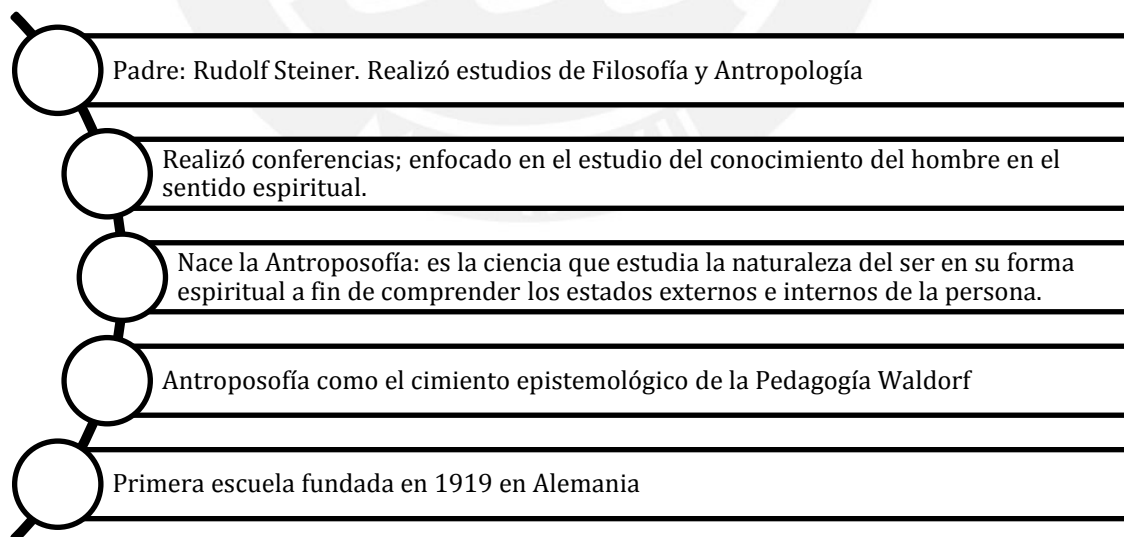 Padre: Rudolf Steiner. Realizó estudios de Filosofía y Antropología
Realizó conferencias; enfocado en el estudio del conocimiento del hombre en el
sentido espiritual.
Nace la Antroposofía: es la ciencia que estudia la naturaleza del ser en su forma
espiritual a fin de comprender los estados externos e internos de la persona.
Antroposofía como el cimiento epistemológico de la Pedagogía Waldorf
Primera escuela fundada en 1919 en Alemania